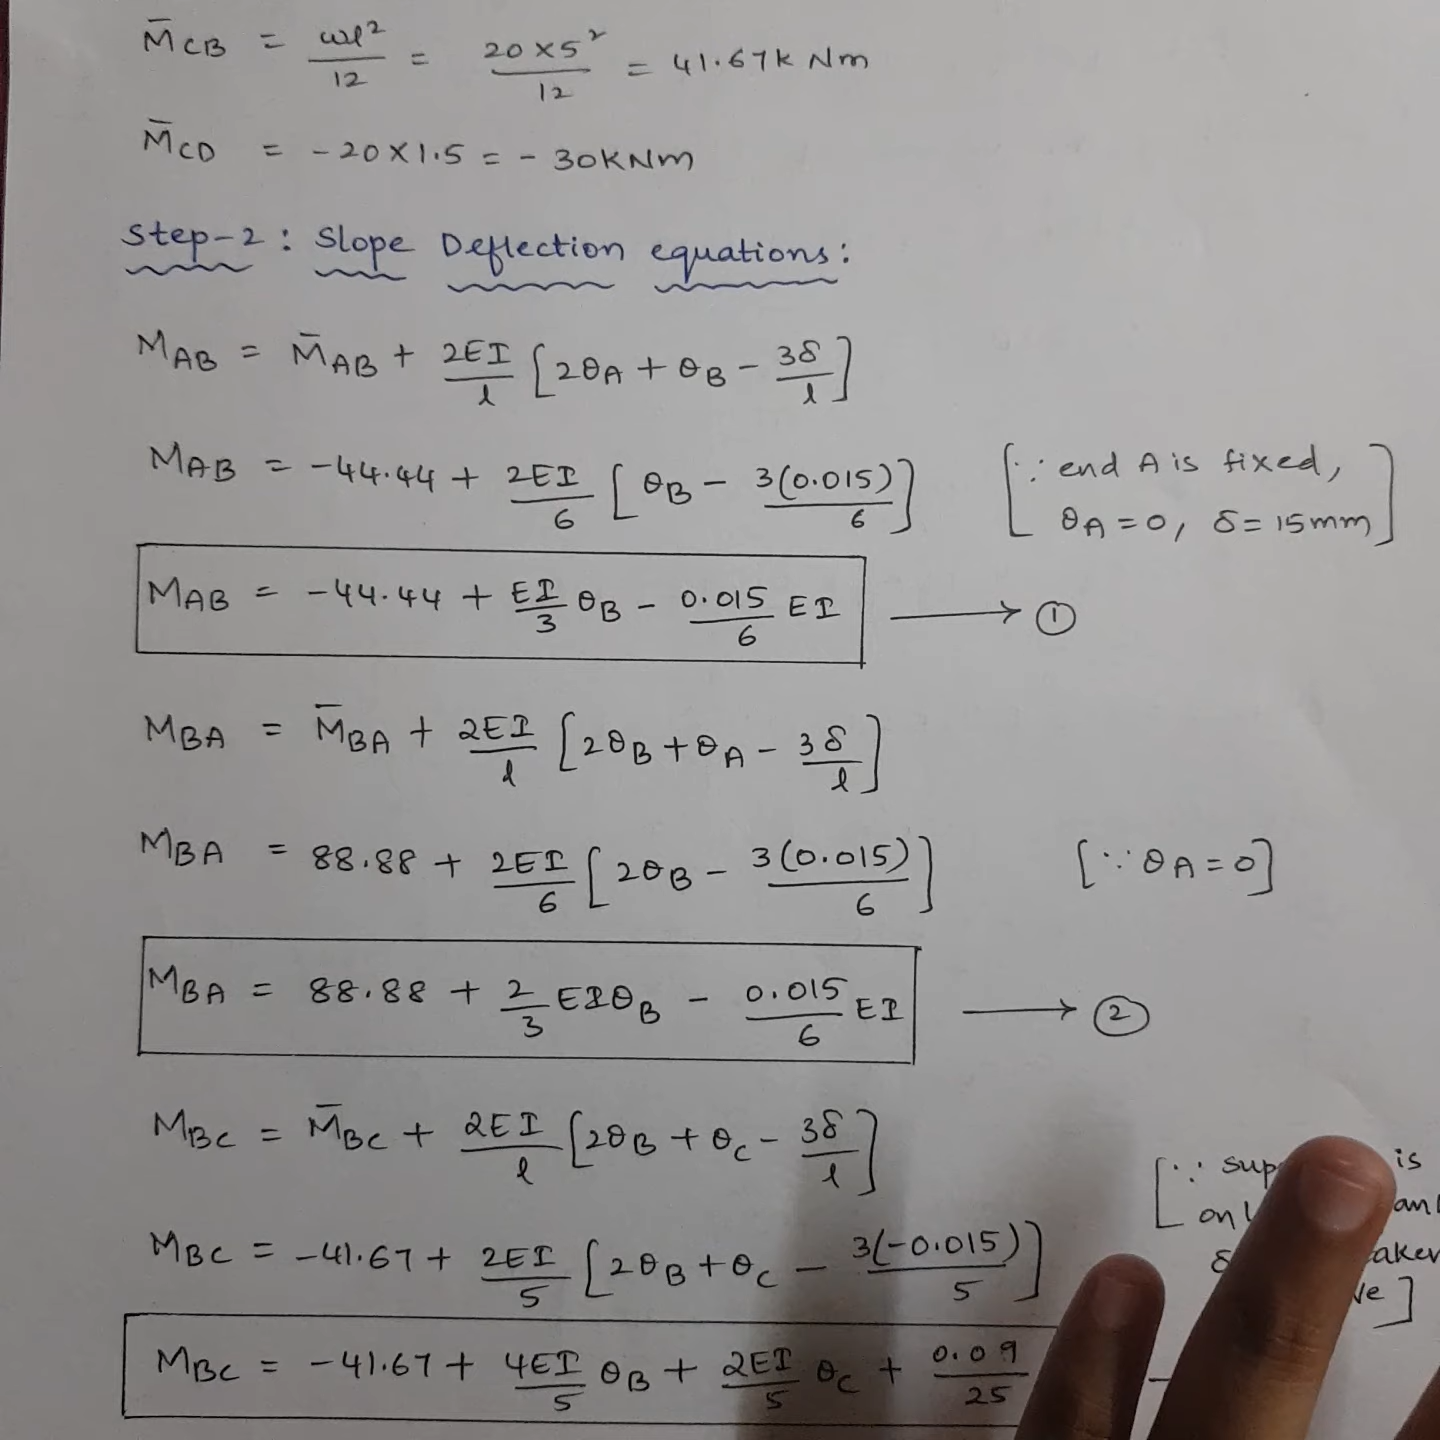 M̄CB = ωl²/12 = 20×5²/12 = 41.67k Nm
M̄CD = -20×1.5 = -30KNm
Step-2: Slope Deflection equations:
MAB = M̄AB + 2EI/l [2θA + θB - 3δ/l]
MAB = -44.44 + 2EI/6 [θB - 3(0.015)/6] [∵ end A is fixed,
θA=0, δ=15mm]
MAB = -44.44 + EI/3 θB - 0.015/6 EI → ①
MBA = M̄BA + 2EI/l [2θB+θA - 3δ/l]
MBA = 88.88 + 2EI/6 [2θB - 3(0.015)/6] [∵ θA=0]
MBA = 88.88 + 2/3 EIθB - 0.015/6 EI → ②
MBC = M̄BC + 2EI/l [2θB + θC - 3δ/l]
[∵ is
MBC = -41.67 + 2EI/5 [2θB+θC - 3(-0.015)/5]
δ
]
MBC = -41.67 + 4EI/5 θB + 2EI/5 θC + 0.09/25